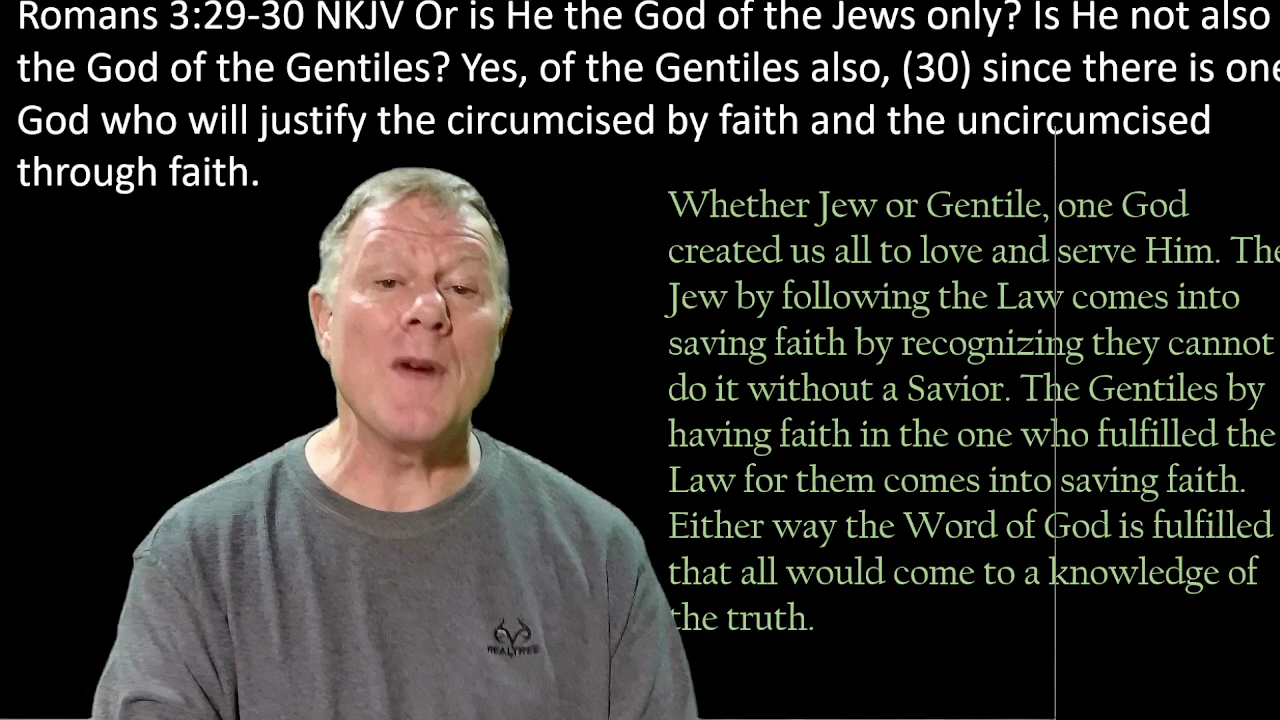 Romans 3:29-30 NKJV Or is He the God of the Jews only? Is He not also
the God of the Gentiles? Yes, of the Gentiles also, (30) since there is one
God who will justify the circumcised by faith and the uncircumcised
through faith.
Whether Jew or Gentile, one God
created us all to love and serve Him. The
Jew by following the Law comes into
saving faith by recognizing they cannot
do it without a Savior. The Gentiles by
having faith in the one who fulfilled the
Law for them comes into saving faith.
Either way the Word of God is fulfilled
that all would come to a knowledge of
the truth.
REALTREE